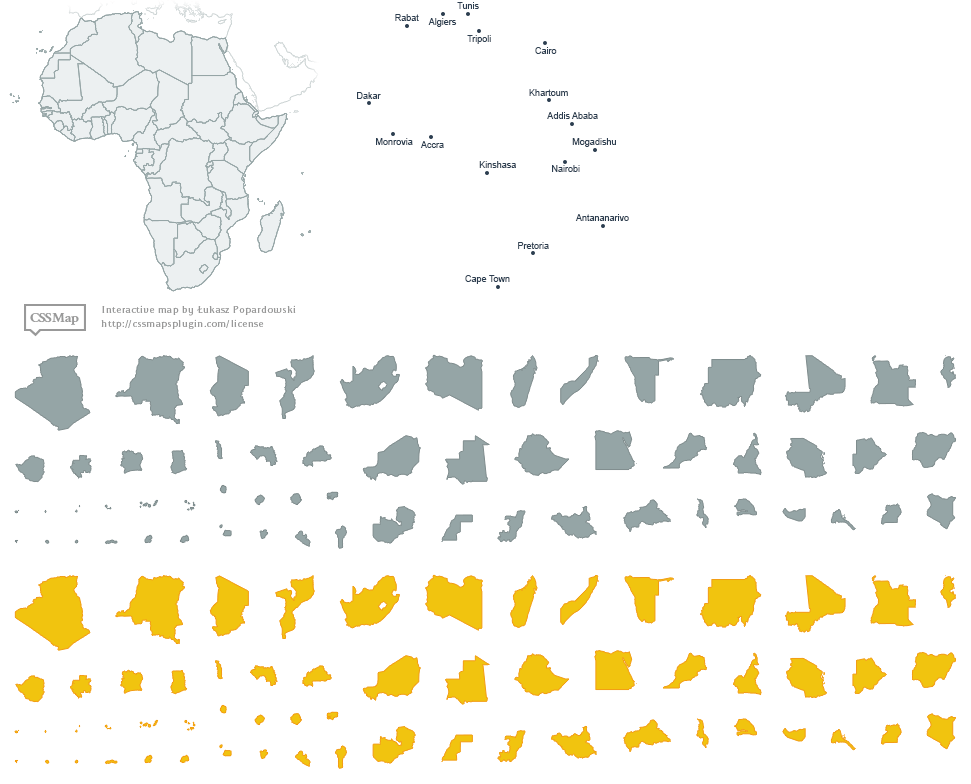 Tunis
Rabat
Algiers
Tripoli
Cairo
Dakar
Khartoum
Addis Ababa
Monrovia
Accra
Mogadishu
Kinshasa
Nairobi
Antananarivo
Pretoria
Cape Town
CSSMap
Interactive map by Łukasz Popardowski
http://cssmapsplugin.com/license